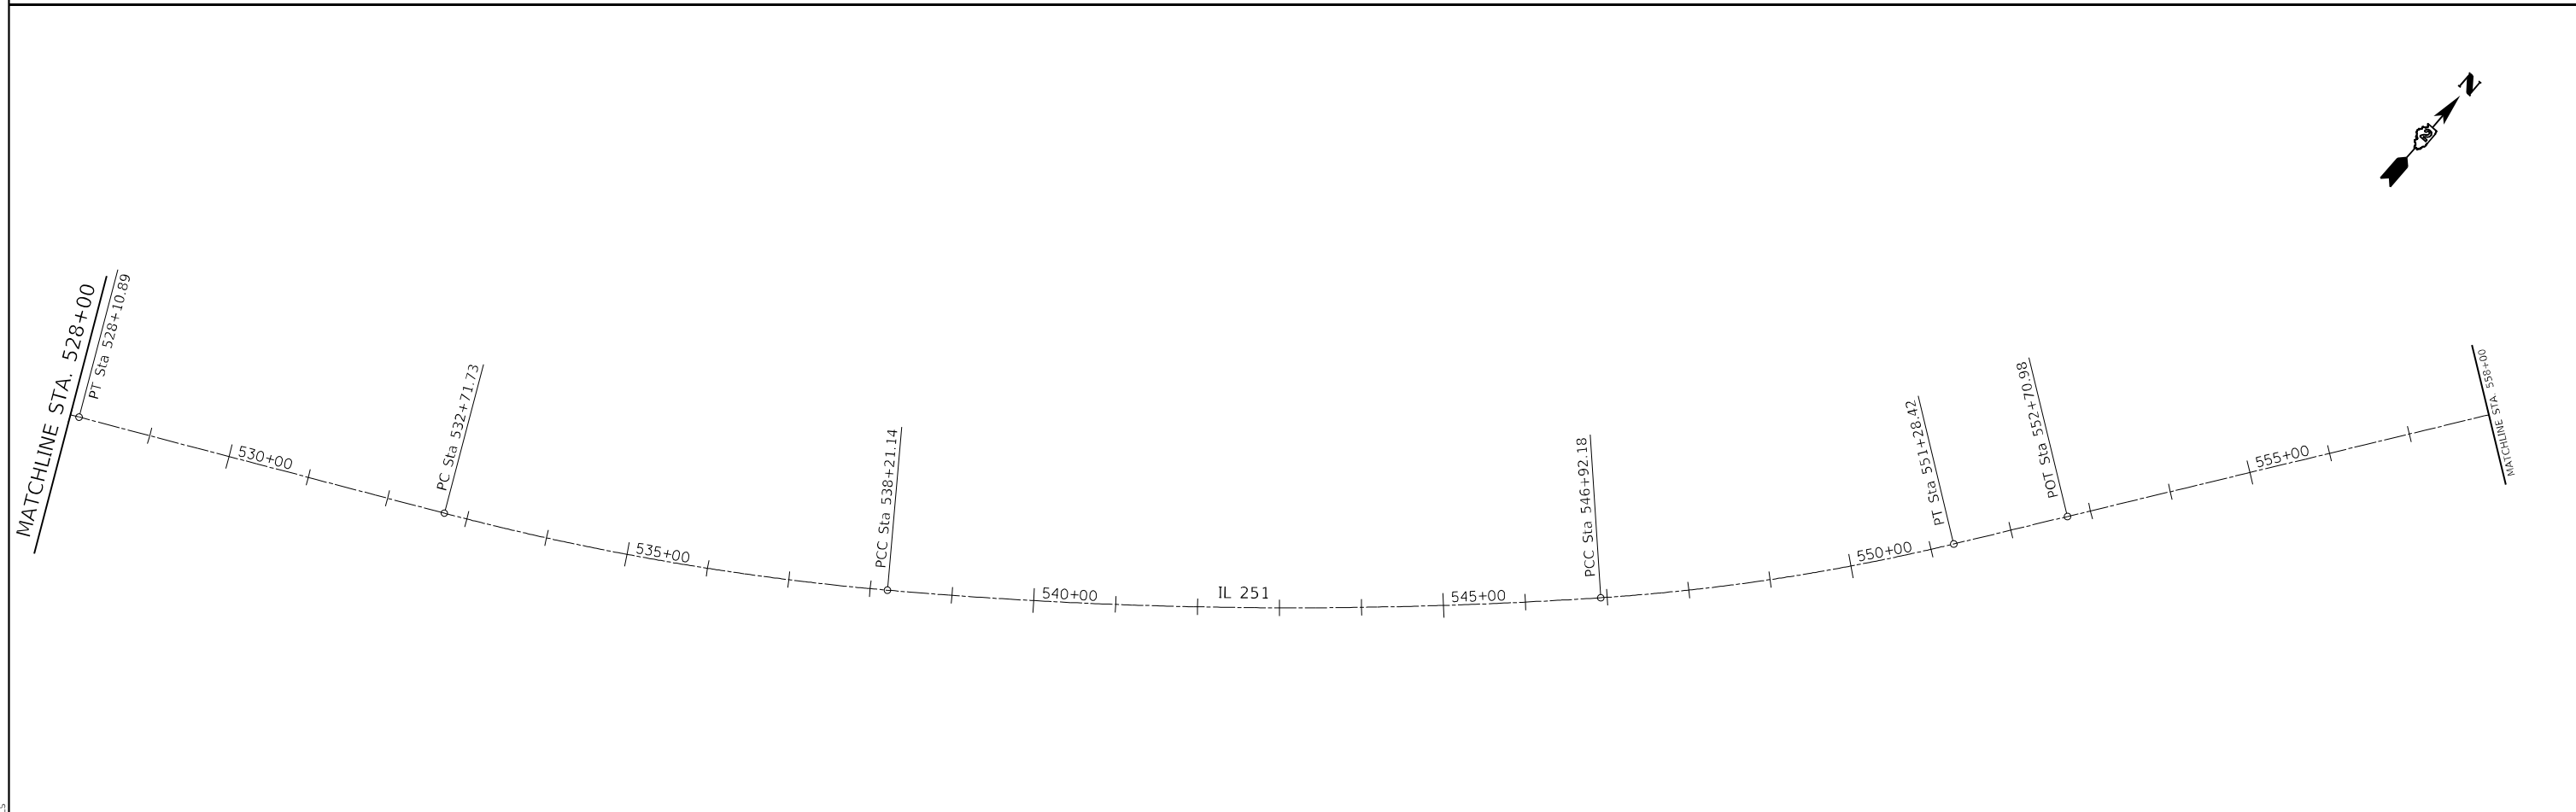 MATCHLINE STA. 528+00
PT Sta 528+10.89
530+00
PC Sta 532+71.73
535+00
PCC Sta 538+21.14
540+00
IL 251
545+00
PCC Sta 546+92.18
550+00
PT Sta 551+28.42
POT Sta 552+70.98
555+00
MATCHLINE STA. 558+00
N